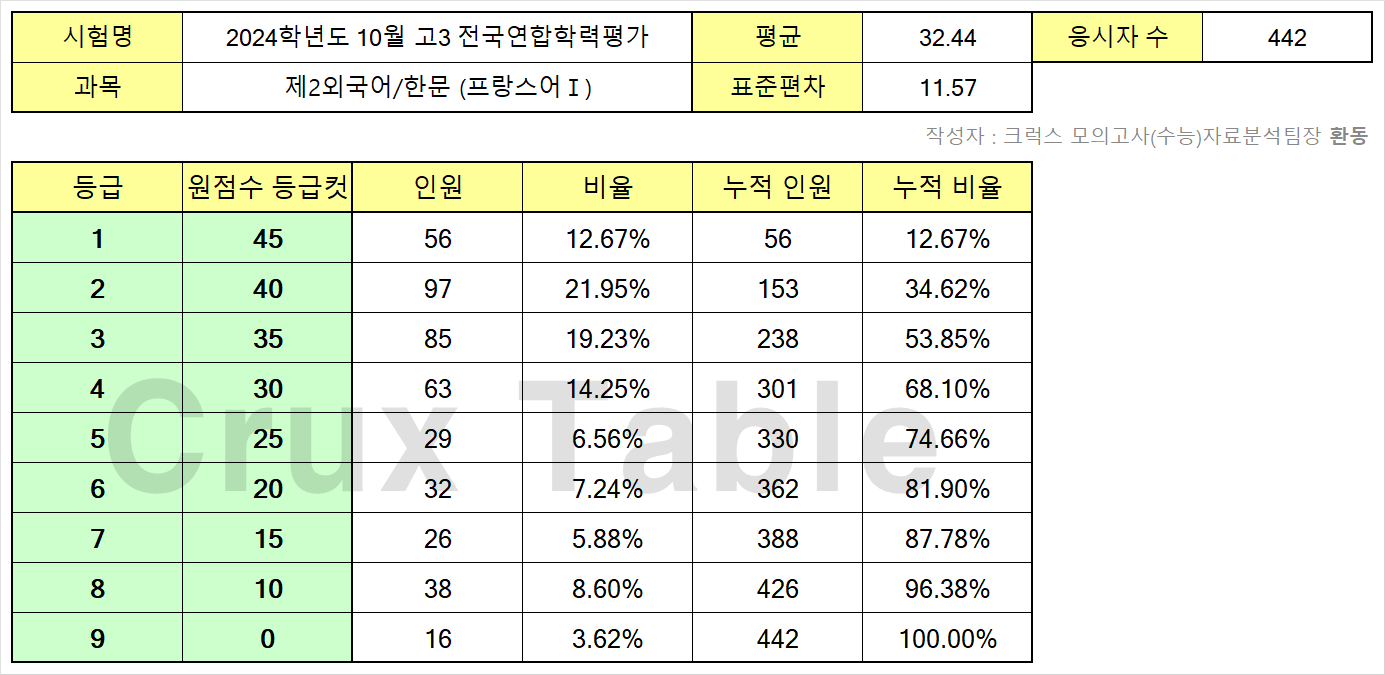 시험명 2024학년도 10월 고3 전국연합학력평가 평균 32.44 응시자 수 442
과목 제2외국어/한문 (프랑스어Ⅰ) 표준편차 11.57
작성자 : 크럭스 모의고사(수능)자료분석팀장 환동
등급 원점수 등급컷 인원 비율 누적 인원 누적 비율
1 45 56 12.67% 56 12.67%
2 40 97 21.95% 153 34.62%
3 35 85 19.23% 238 53.85%
4 30 63 14.25% 301 68.10%
5 25 29 6.56% 330 74.66%
6 20 32 7.24% 362 81.90%
7 15 26 5.88% 388 87.78%
8 10 38 8.60% 426 96.38%
9 0 16 3.62% 442 100.00%
Crux Table